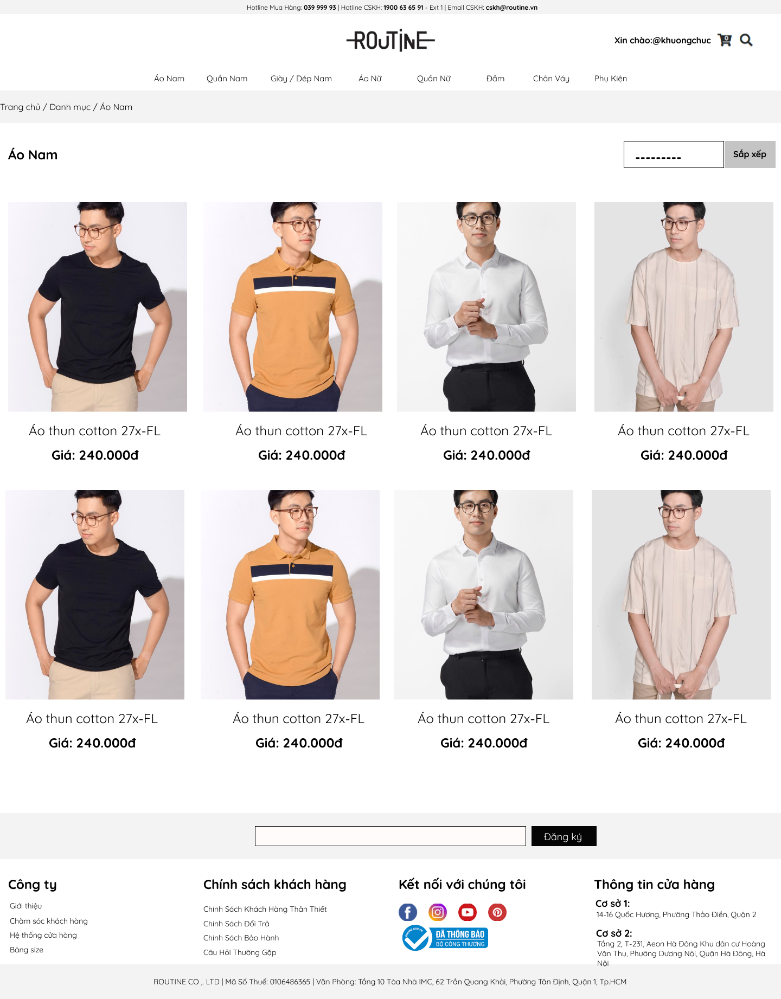 Hotline Mua Hàng: 039 999 93 | Hotline CSKH: 1900 63 65 91 - Ext 1 | Email CSKH: cskh@routine.vn
ROUTINE
Xin chào:@khuongchuc
0
Áo Nam Quần Nam Giày / Dép Nam Áo Nữ Quần Nữ Đầm Chân Váy Phụ Kiện
Trang chủ / Danh mục / Áo Nam
Áo Nam
---------
Sắp xếp
Áo thun cotton 27x-FL Áo thun cotton 27x-FL Áo thun cotton 27x-FL Áo thun cotton 27x-FL
Giá: 240.000đ Giá: 240.000đ Giá: 240.000đ Giá: 240.000đ
Áo thun cotton 27x-FL Áo thun cotton 27x-FL Áo thun cotton 27x-FL Áo thun cotton 27x-FL
Giá: 240.000đ Giá: 240.000đ Giá: 240.000đ Giá: 240.000đ
Đăng ký
Công ty
Giới thiệu
Chăm sóc khách hàng
Hệ thống cửa hàng
Bảng size
Chính sách khách hàng
Chính Sách Khách Hàng Thân Thiết
Chính Sách Đổi Trả
Chính Sách Bảo Hành
Câu Hỏi Thường Gặp
Kết nối với chúng tôi
ONLINE.GOV.VN
ĐÃ THÔNG BÁO
BỘ CÔNG THƯƠNG
Thông tin cửa hàng
Cơ sở 1:
14-16 Quốc Hương, Phường Thảo Điền, Quận 2
Cơ sở 2:
Tầng 2, T-231, Aeon Hà Đông Khu dân cư Hoàng
Văn Thụ, Phường Dương Nội, Quận Hà Đông, Hà
Nội
ROUTINE CO ,. LTD | Mã Số Thuế: 0106486365 | Văn Phòng: Tầng 10 Tòa Nhà IMC, 62 Trần Quang Khải, Phường Tân Định, Quận 1, Tp.HCM